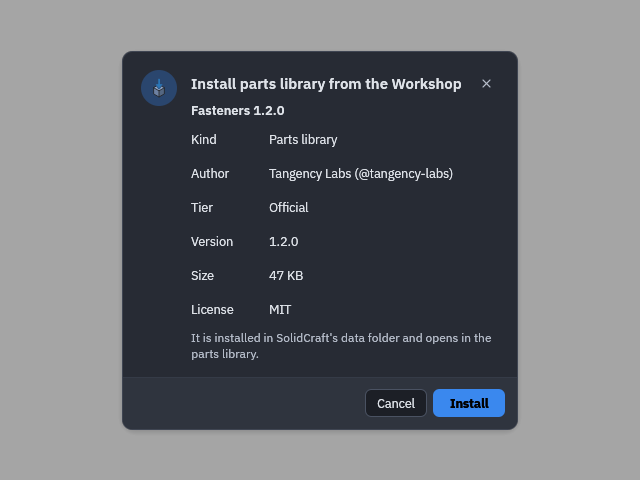 Install parts library from the Workshop
Fasteners 1.2.0
Kind Parts library
Author Tangency Labs (@tangency-labs)
Tier Official
Version 1.2.0
Size 47 KB
License MIT
It is installed in SolidCraft's data folder and opens in the
parts library.
Cancel Install